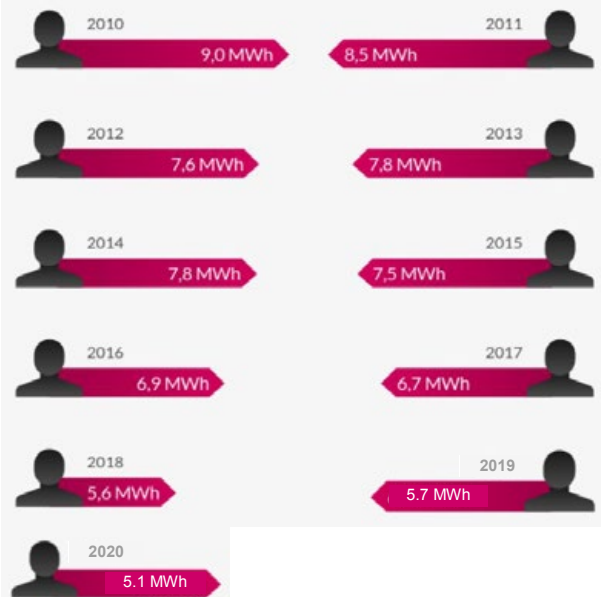 2010
9,0 MWh
2011
8,5 MWh
2012
7,6 MWh
2013
7,8 MWh
2014
7,8 MWh
2015
7,5 MWh
2016
6,9 MWh
2017
6,7 MWh
2018
5,6 MWh
2019
5.7 MWh
2020
5.1 MWh